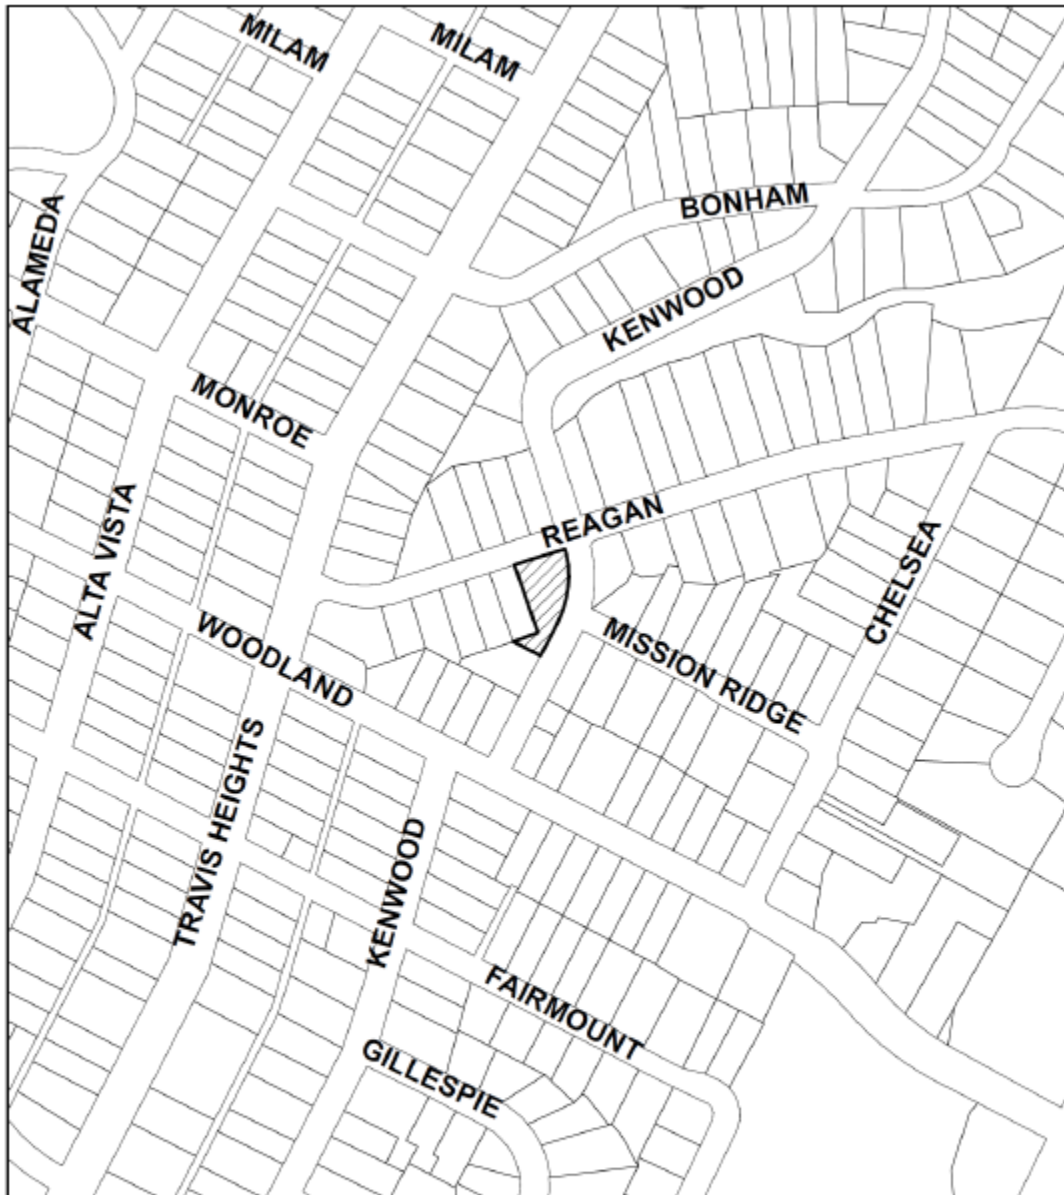 MILAM
MILAM
BONHAM
ALAMEDA
KENWOOD
MONROE
REAGAN
ALTA VISTA
CHELSEA
WOODLAND
MISSION RIDGE
TRAVIS HEIGHTS
KENWOOD
FAIRMOUNT
GILLESPIE